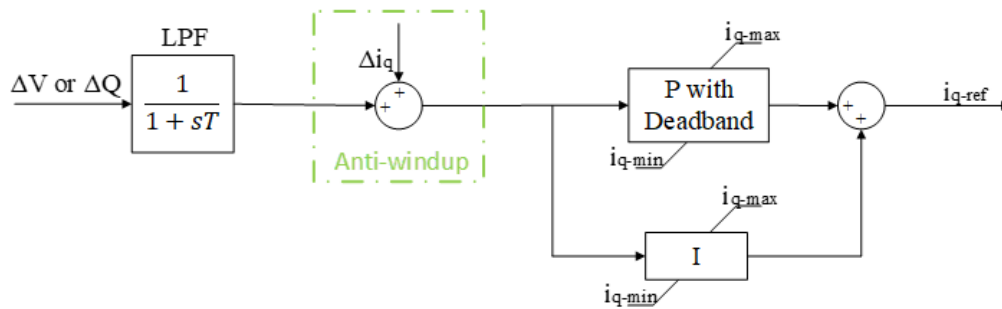 LPF
ΔV or ΔQ
1
1 + sT
Δiq
+
+
Anti-windup
iq-max
P with
Deadband
iq-min
+
+
iq-ref
iq-max
I
iq-min